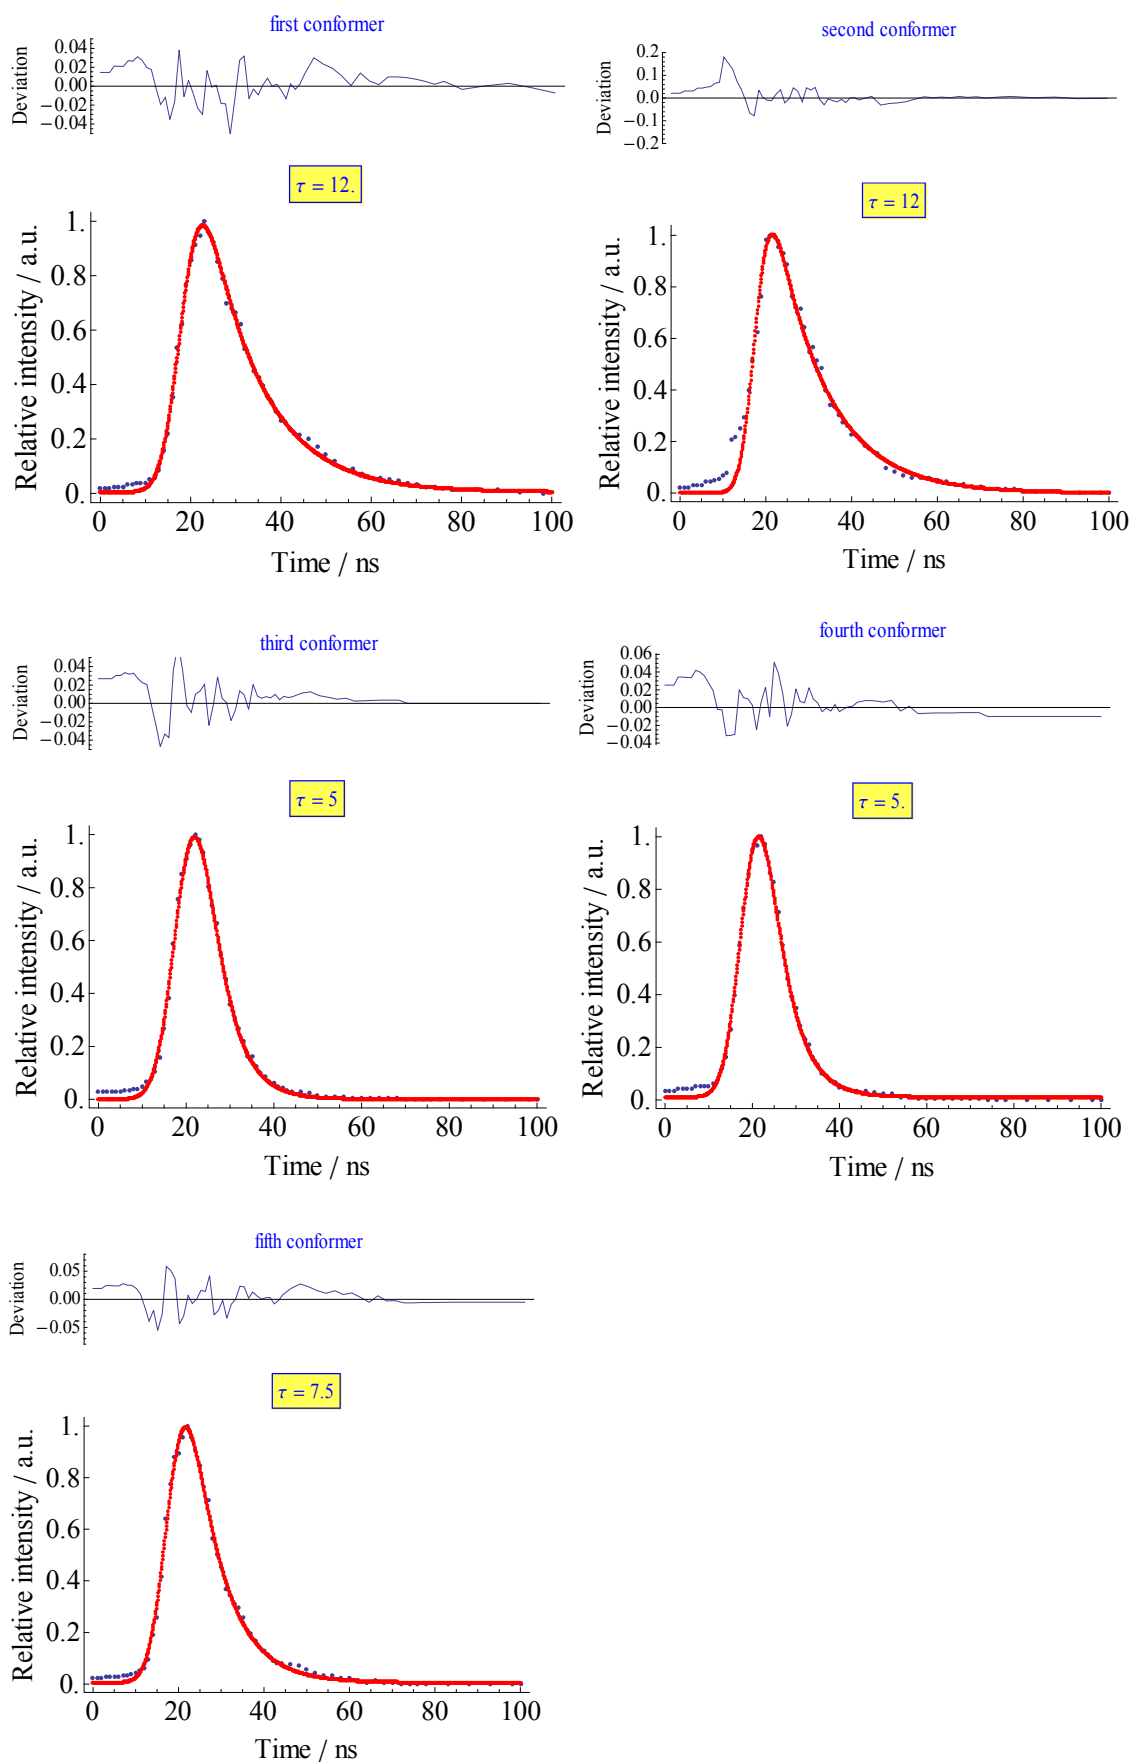 first conformer
0.04
0.02
0.00
−0.02
−0.04
Deviation
τ = 12.
1.
0.8
0.6
0.4
0.2
0.
Relative intensity / a.u.
0 20 40 60 80 100
Time / ns
second conformer
0.2
0.1
0.0
−0.1
−0.2
Deviation
τ = 12
1.
0.8
0.6
0.4
0.2
0.
Relative intensity / a.u.
0 20 40 60 80 100
Time / ns
third conformer
0.04
0.02
0.00
−0.02
−0.04
Deviation
τ = 5
1.
0.8
0.6
0.4
0.2
0.
Relative intensity / a.u.
0 20 40 60 80 100
Time / ns
fourth conformer
0.06
0.04
0.02
0.00
−0.02
−0.04
Deviation
τ = 5.
1.
0.8
0.6
0.4
0.2
0.
Relative intensity / a.u.
0 20 40 60 80 100
Time / ns
fifth conformer
0.05
0.00
−0.05
Deviation
τ = 7.5
1.
0.8
0.6
0.4
0.2
0.
Relative intensity / a.u.
0 20 40 60 80 100
Time / ns